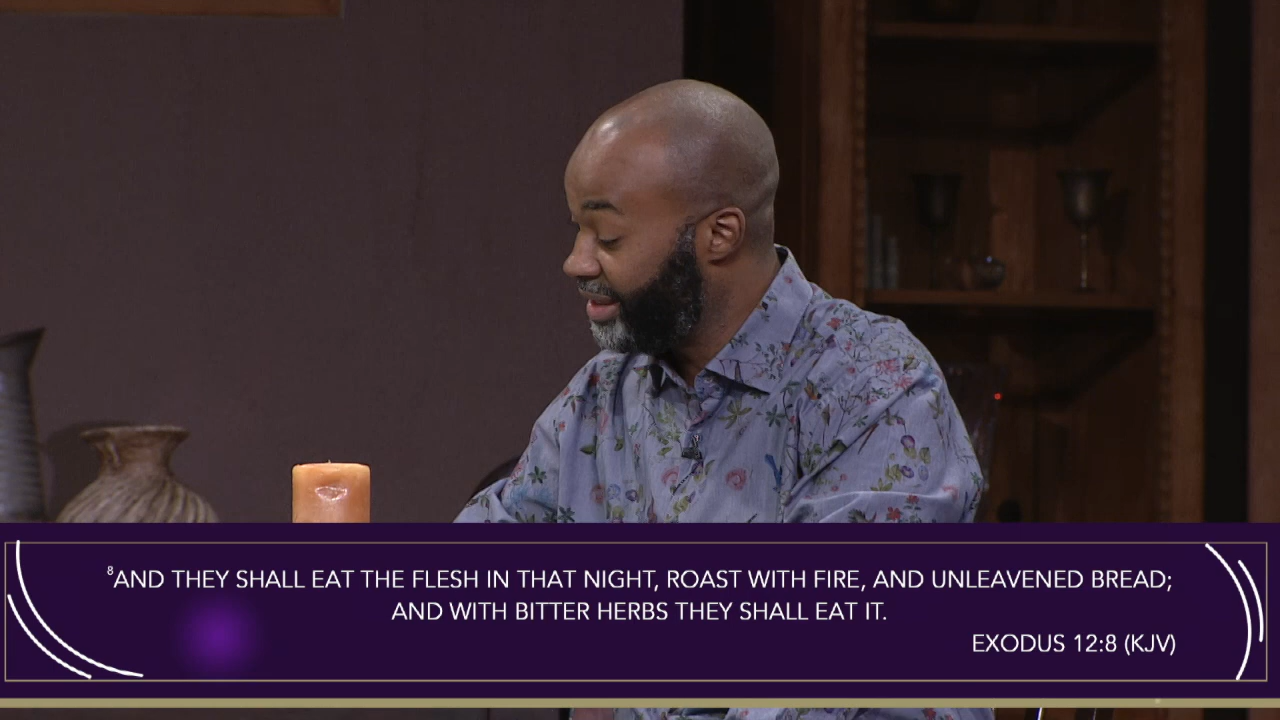 ⁸AND THEY SHALL EAT THE FLESH IN THAT NIGHT, ROAST WITH FIRE, AND UNLEAVENED BREAD;
AND WITH BITTER HERBS THEY SHALL EAT IT.
EXODUS 12:8 (KJV)